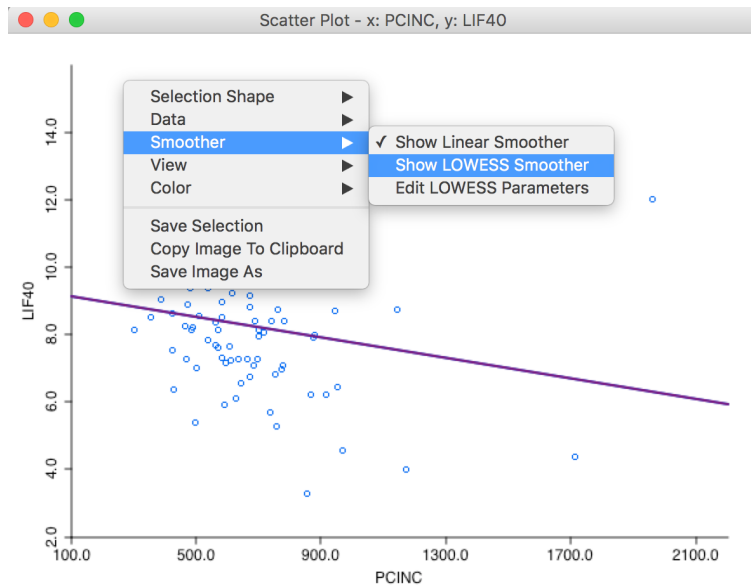 Scatter Plot - x: PCINC, y: LIF40
Selection Shape
Data
Smoother
View
Color
Save Selection
Copy Image To Clipboard
Save Image As
✓ Show Linear Smoother
Show LOWESS Smoother
Edit LOWESS Parameters
LIF40
14.0
12.0
10.0
8.0
6.0
4.0
2.0
100.0 500.0 900.0 1300.0 1700.0 2100.0
PCINC